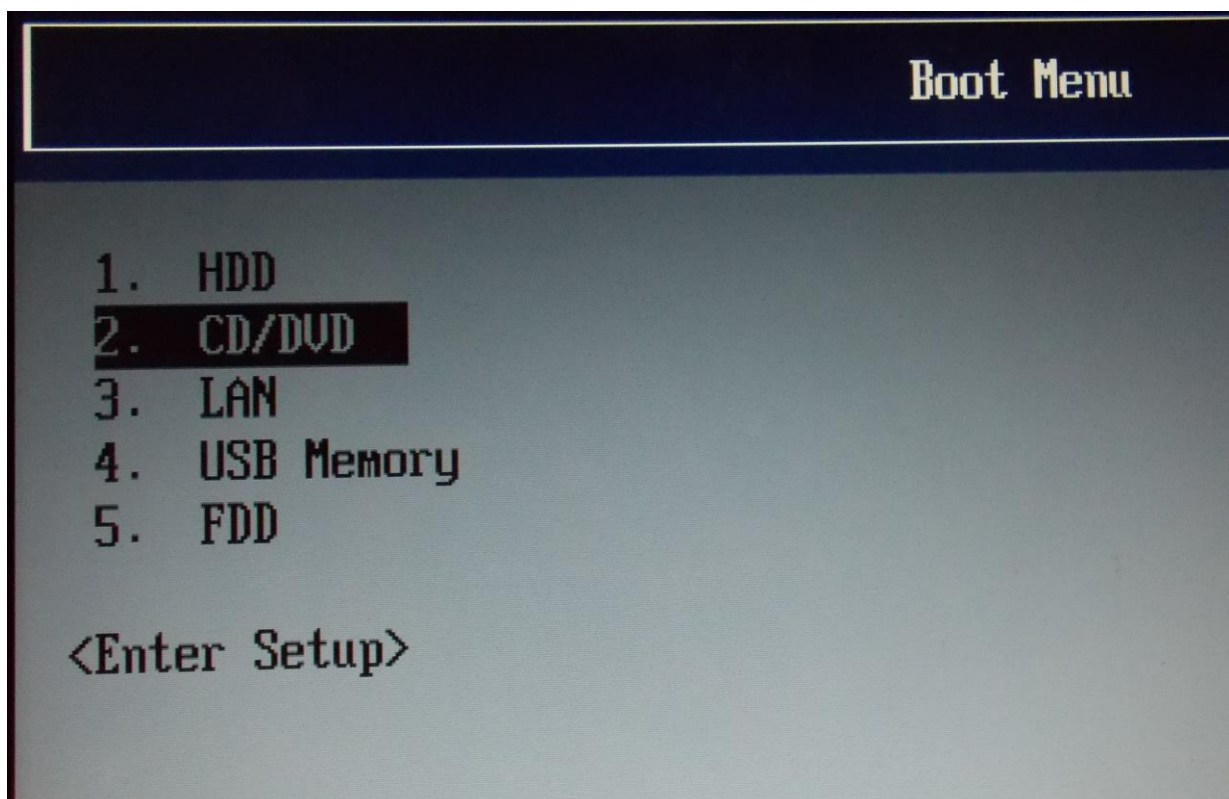 Boot Menu
1. HDD
2. CD/DVD
3. LAN
4. USB Memory
5. FDD
<Enter Setup>